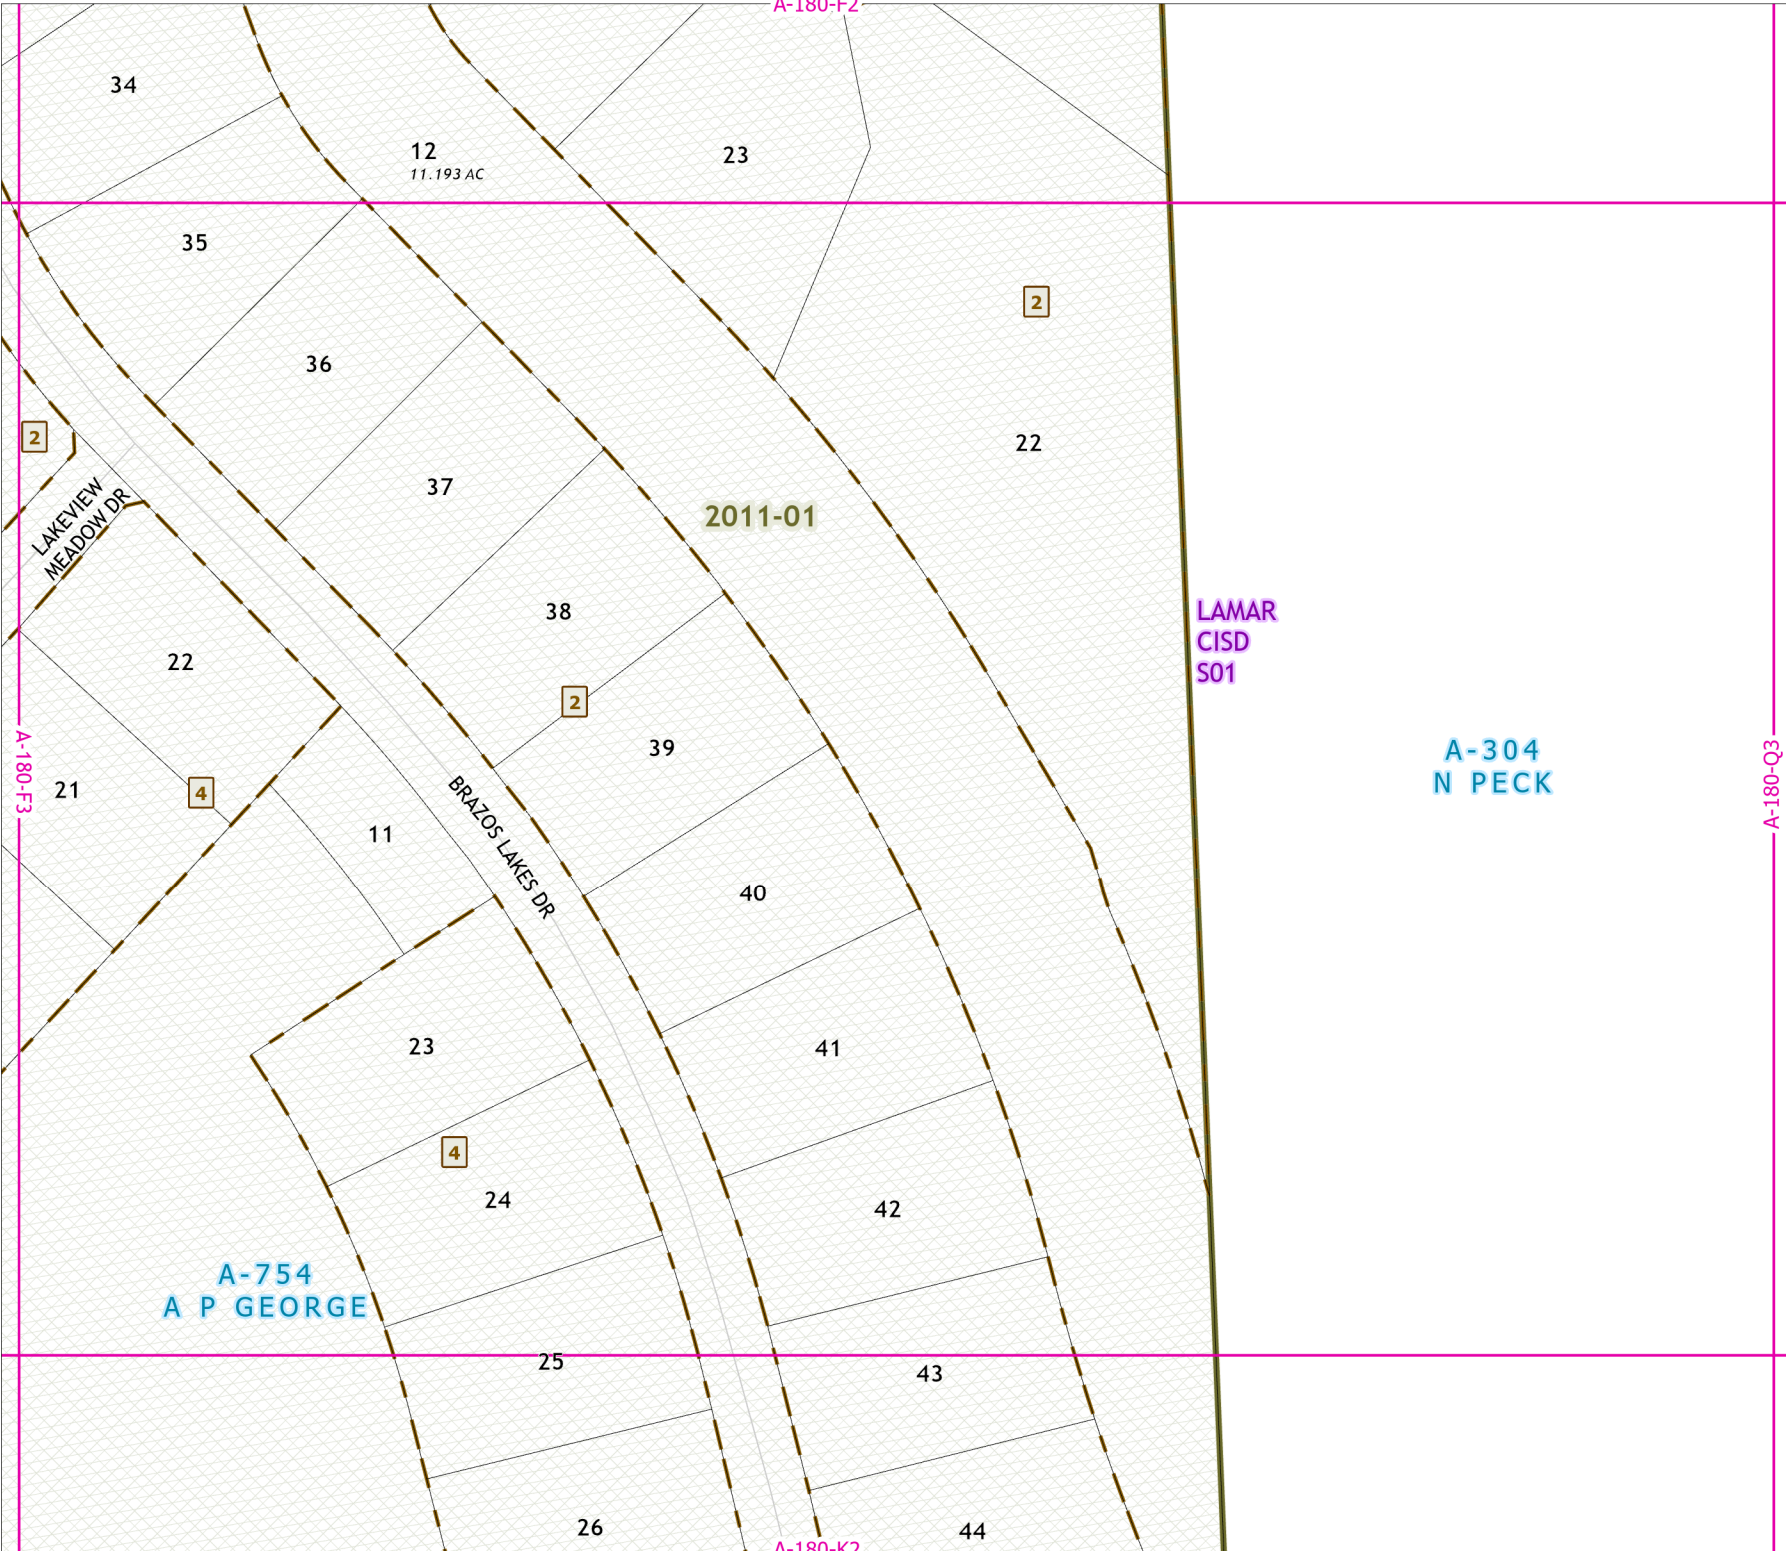 A-180-F2
34
12
11.193 AC
23
35
2
36
2
22
37
LAKEVIEW
MEADOW DR
2011-01
38
LAMAR
CISD
S01
22
2
39
A-180-F3
A-304
N PECK
A-180-Q3
21
4
11
BRAZOS LAKES DR
40
23
41
4
24
42
A-754
A P GEORGE
25
43
26
44
A-180-K2